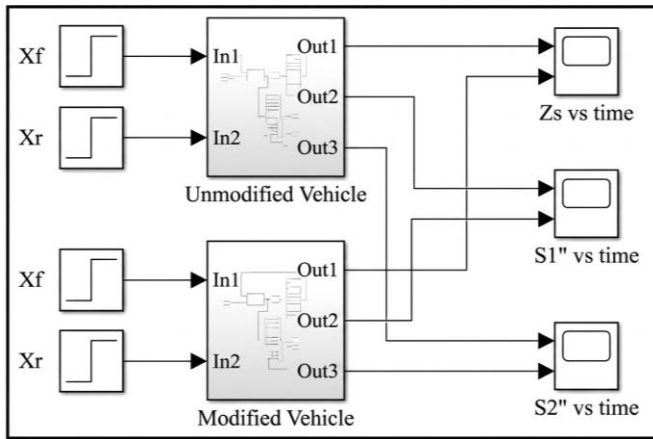 Xf
In1
Out1
Zs vs time
Out2
Xr
In2
Out3
Unmodified Vehicle
S1" vs time
Xf
In1
Out1
Out2
Xr
In2
Out3
Modified Vehicle
S2" vs time